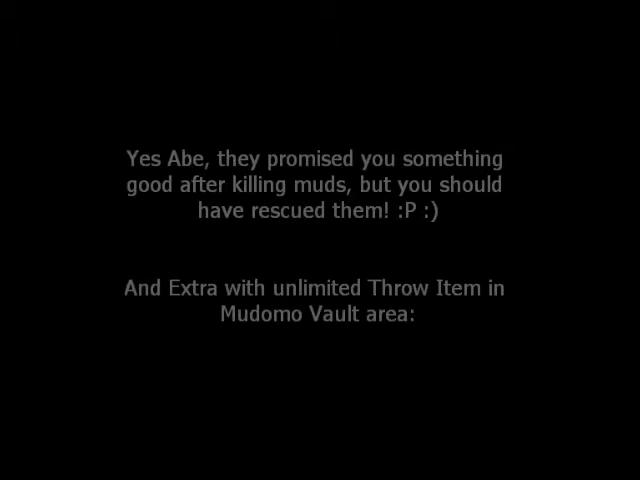 Yes Abe, they promised you something
good after killing muds, but you should
have rescued them! :P :)
And Extra with unlimited Throw Item in
Mudomo Vault area: